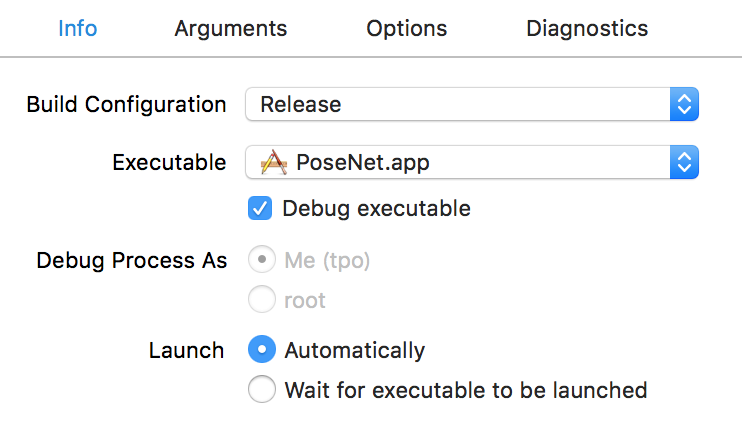 Info Arguments Options Diagnostics
Build Configuration Release
Executable PoseNet.app
Debug executable
Debug Process As Me (tpo)
root
Launch Automatically
Wait for executable to be launched